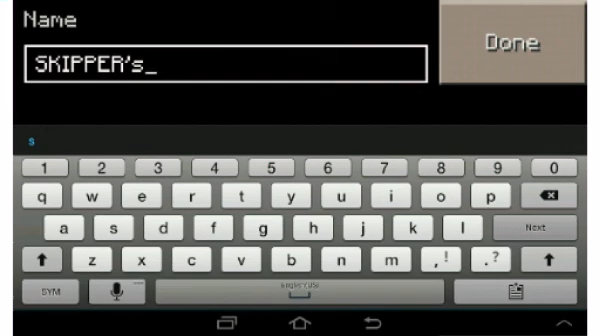 Name
SKIPPER's_
Done
s
1 2 3 4 5 6 7 8 9 0
q w e r t y u i o p
a s d f g h j k l Next
z x c v b n m , ! . ?
SYM